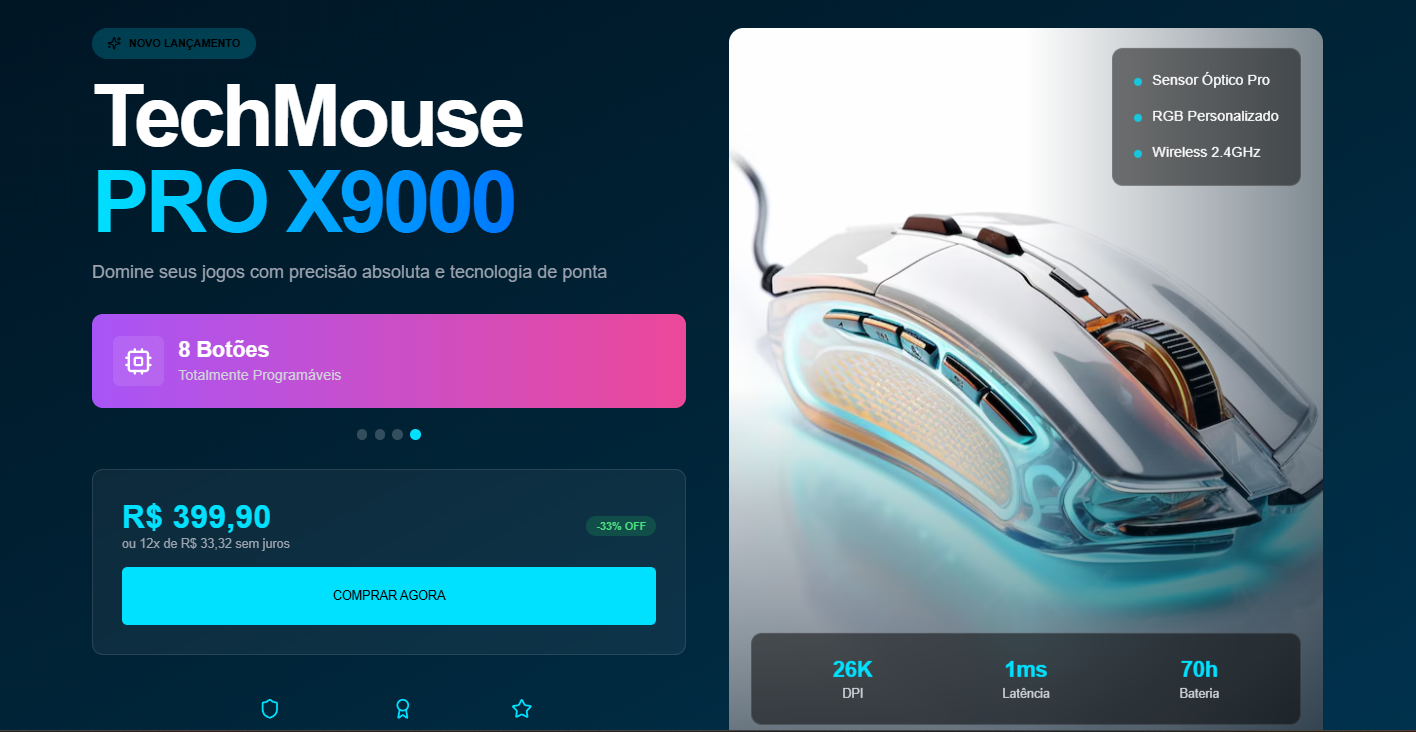 NOVO LANÇAMENTO
TechMouse
PRO X9000
Domine seus jogos com precisão absoluta e tecnologia de ponta
8 Botões
Totalmente Programáveis
R$ 399,90
ou 12x de R$ 33,32 sem juros
-33% OFF
COMPRAR AGORA
Sensor Óptico Pro
RGB Personalizado
Wireless 2.4GHz
26K
DPI
1ms
Latência
70h
Bateria